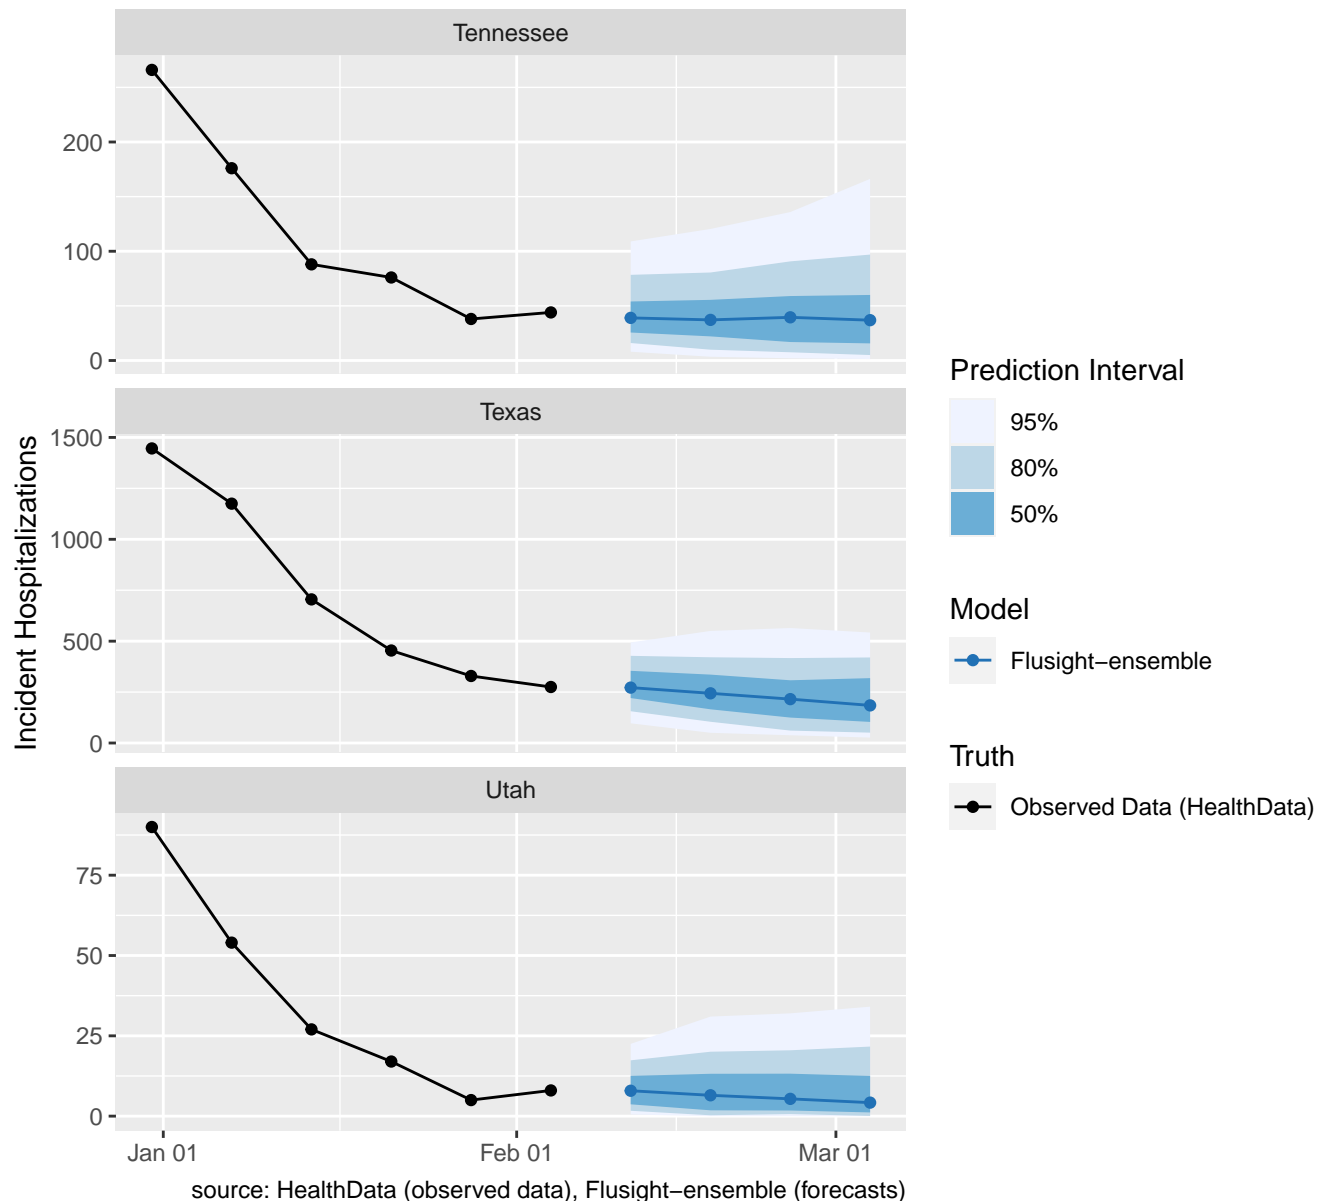 Tennessee
200
100
0
Texas
1500
1000
500
0
Utah
75
50
25
0
Jan 01
Feb 01
Mar 01
Incident Hospitalizations
source: HealthData (observed data), Flusight−ensemble (forecasts)
Prediction Interval
95%
80%
50%
Model
Flusight−ensemble
Truth
Observed Data (HealthData)